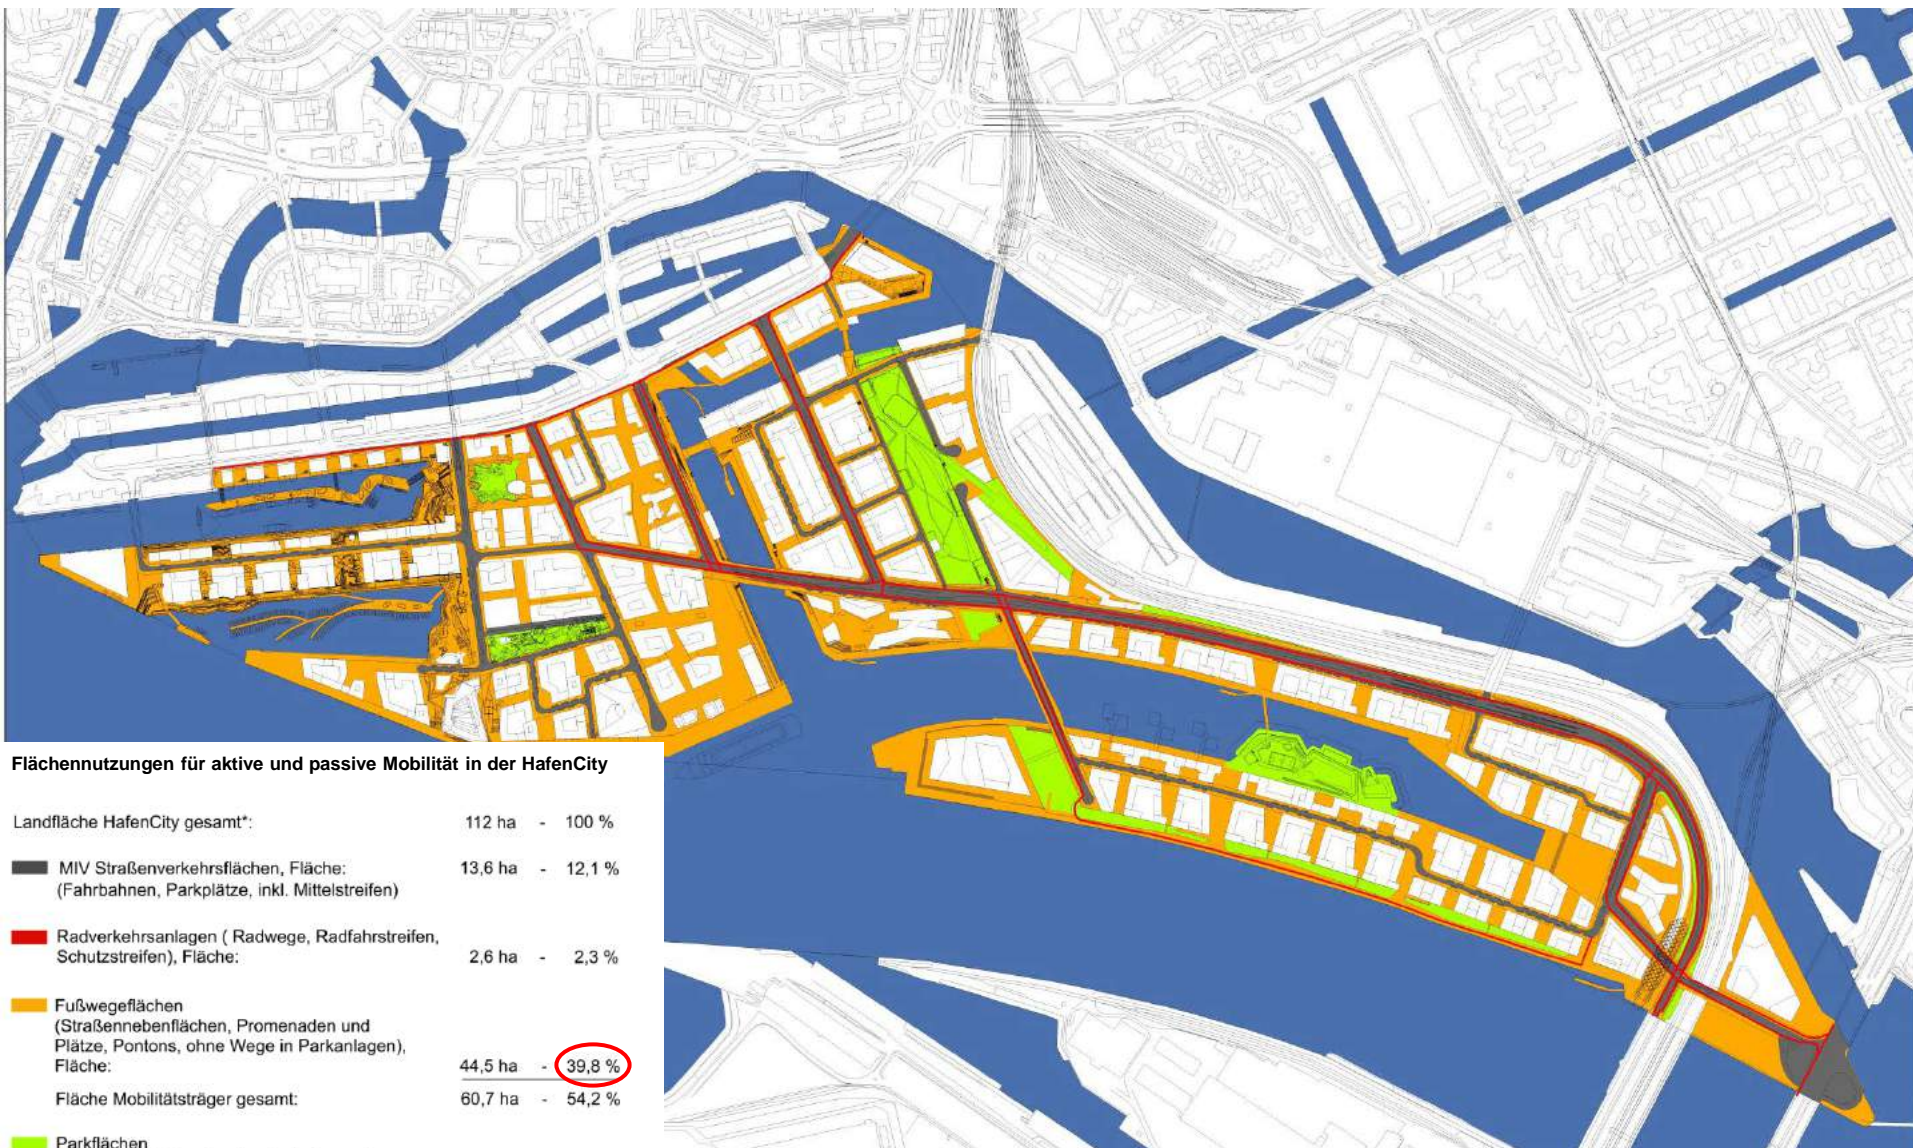 Flächennutzungen für aktive und passive Mobilität in der HafenCity
Landfläche HafenCity gesamt*: 112 ha - 100 %
MIV Straßenverkehrsflächen, Fläche: 13,6 ha - 12,1 %
(Fahrbahnen, Parkplätze, inkl. Mittelstreifen)
Radverkehrsanlagen ( Radwege, Radfahrstreifen,
Schutzstreifen), Fläche: 2,6 ha - 2,3 %
Fußwegeflächen
(Straßennebenflächen, Promenaden und
Plätze, Pontons, ohne Wege in Parkanlagen),
Fläche: 44,5 ha - 39,8 %
Fläche Mobilitätsträger gesamt: 60,7 ha - 54,2 %
Parkflächen